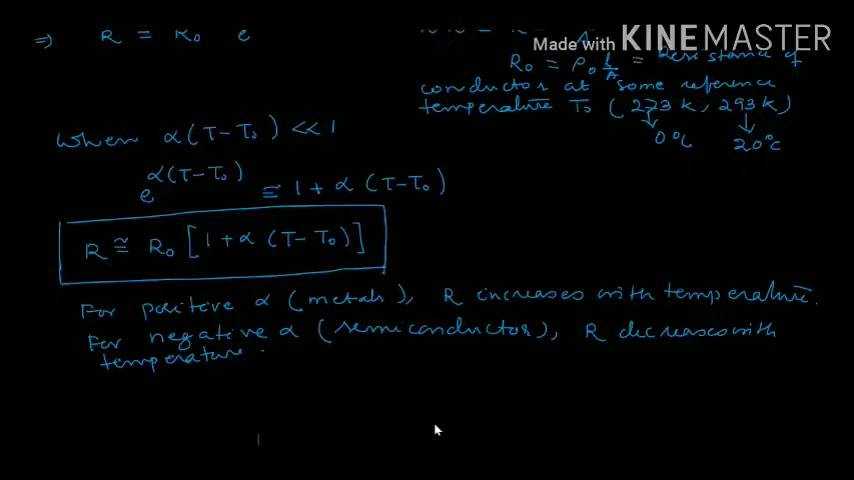 ⇒ R = R₀ e
Made with KINEMASTER
R₀ = ρ₀ l/A = Resistance of
conductor at some reference
temperature T₀ (273 K, 293 K)
0°C 20°C
When α(T-T₀) << 1
e^α(T-T₀) ≅ 1 + α (T-T₀)
R ≅ R₀ [1 + α (T-T₀)]
For positive α (metals), R increases with temperature.
For negative α (semiconductor), R decreases with
temperature.